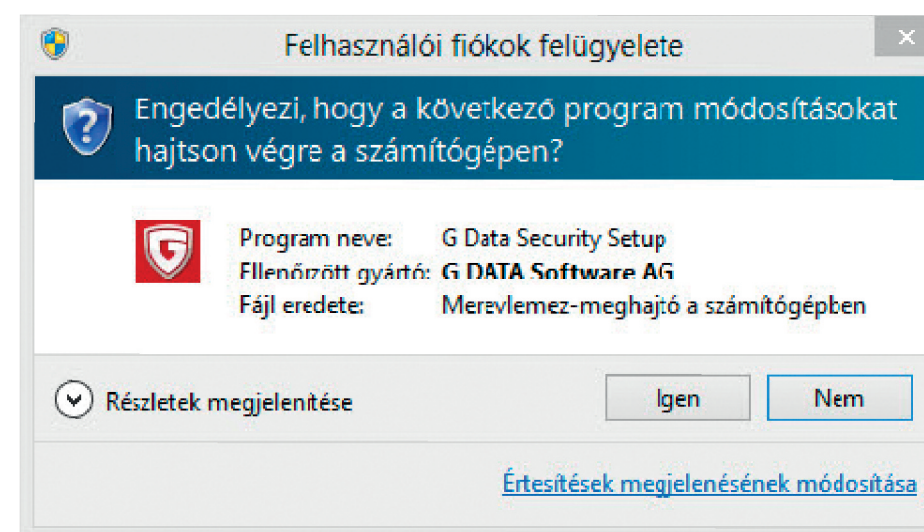 Felhasználói fiókok felügyelete
Engedélyezi, hogy a következő program módosításokat
hajtson végre a számítógépen?
Program neve: G Data Security Setup
Ellenőrzött gyártó: G DATA Software AG
Fájl eredete: Merevlemez-meghajtó a számítógépben
Részletek megjelenítése
Igen
Nem
Értesítések megjelenésének módosítása